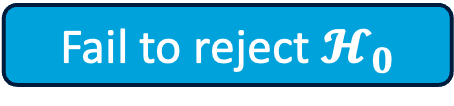 Fail to reject 𝓗₀